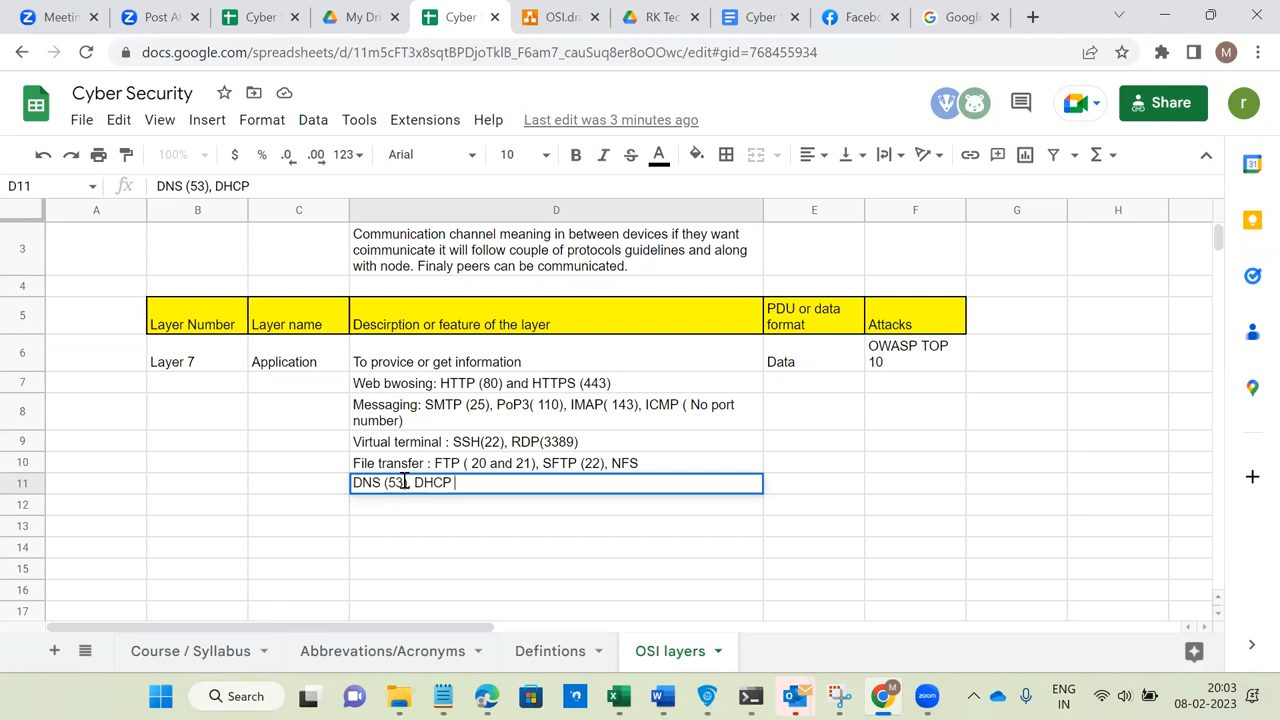 Meetin
Post At
Cyber S
My Dri
Cyber S
OSI.dra
RK Tec
Cyber S
Facebo
Google
docs.google.com/spreadsheets/d/11m5cFT3x8sqtBPDjoTklB_F6am7_cauSuq8er8oOOwc/edit#gid=768455934
M
Cyber Security
File Edit View Insert Format Data Tools Extensions Help Last edit was 3 minutes ago
Share
r
100% $ % .0 .00 123 Arial 10 B I S A
D11 fx DNS (53), DHCP
A B C D E F G H
3 Communication channel meaning in between devices if they want
coimmunicate it will follow couple of protocols guidelines and along
with node. Finaly peers can be communicated.
4
5 Layer Number Layer name Descirption or feature of the layer PDU or data
format Attacks
6 Layer 7 Application To provice or get information Data OWASP TOP
10
7 Web bwosing: HTTP (80) and HTTPS (443)
8 Messaging: SMTP (25), PoP3( 110), IMAP( 143), ICMP ( No port
number)
9 Virtual terminal : SSH(22), RDP(3389)
10 File transfer : FTP ( 20 and 21), SFTP (22), NFS
11 DNS (53), DHCP
12
13
14
15
16
17
Course / Syllabus Abbrevations/Acronyms Defintions OSI layers
Search
ENG
IN
20:03
08-02-2023